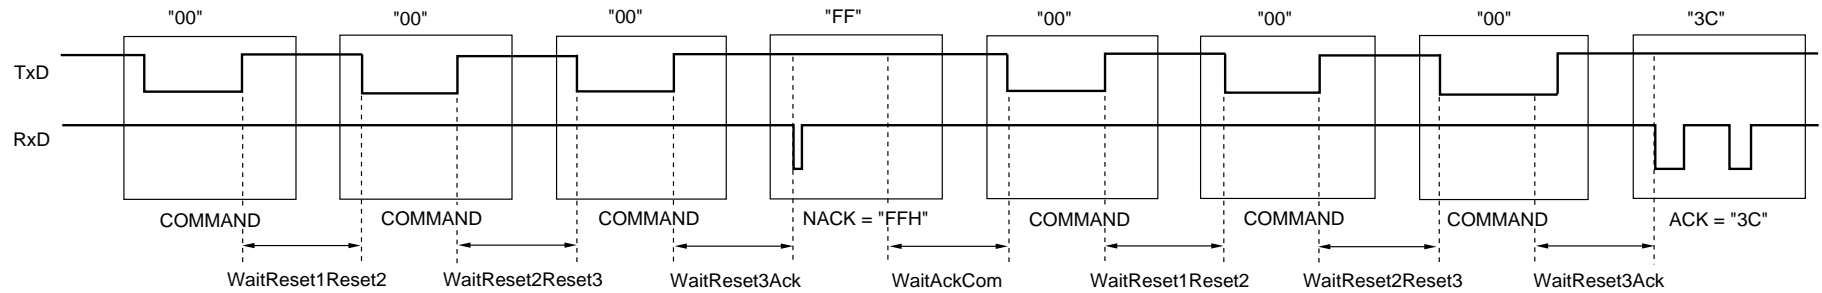 "00" "00" "00" "FF" "00" "00" "00" "3C"
TxD
RxD
COMMAND COMMAND COMMAND NACK = "FFH" COMMAND COMMAND COMMAND ACK = "3C"
WaitReset1Reset2 WaitReset2Reset3 WaitReset3Ack WaitAckCom WaitReset1Reset2 WaitReset2Reset3 WaitReset3Ack